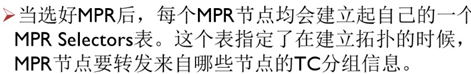 ➢当选好MPR后，每个MPR节点均会建立起自己的一个
MPR Selectors表。这个表指定了在建立拓扑的时候，
MPR节点要转发来自哪些节点的TC分组信息。